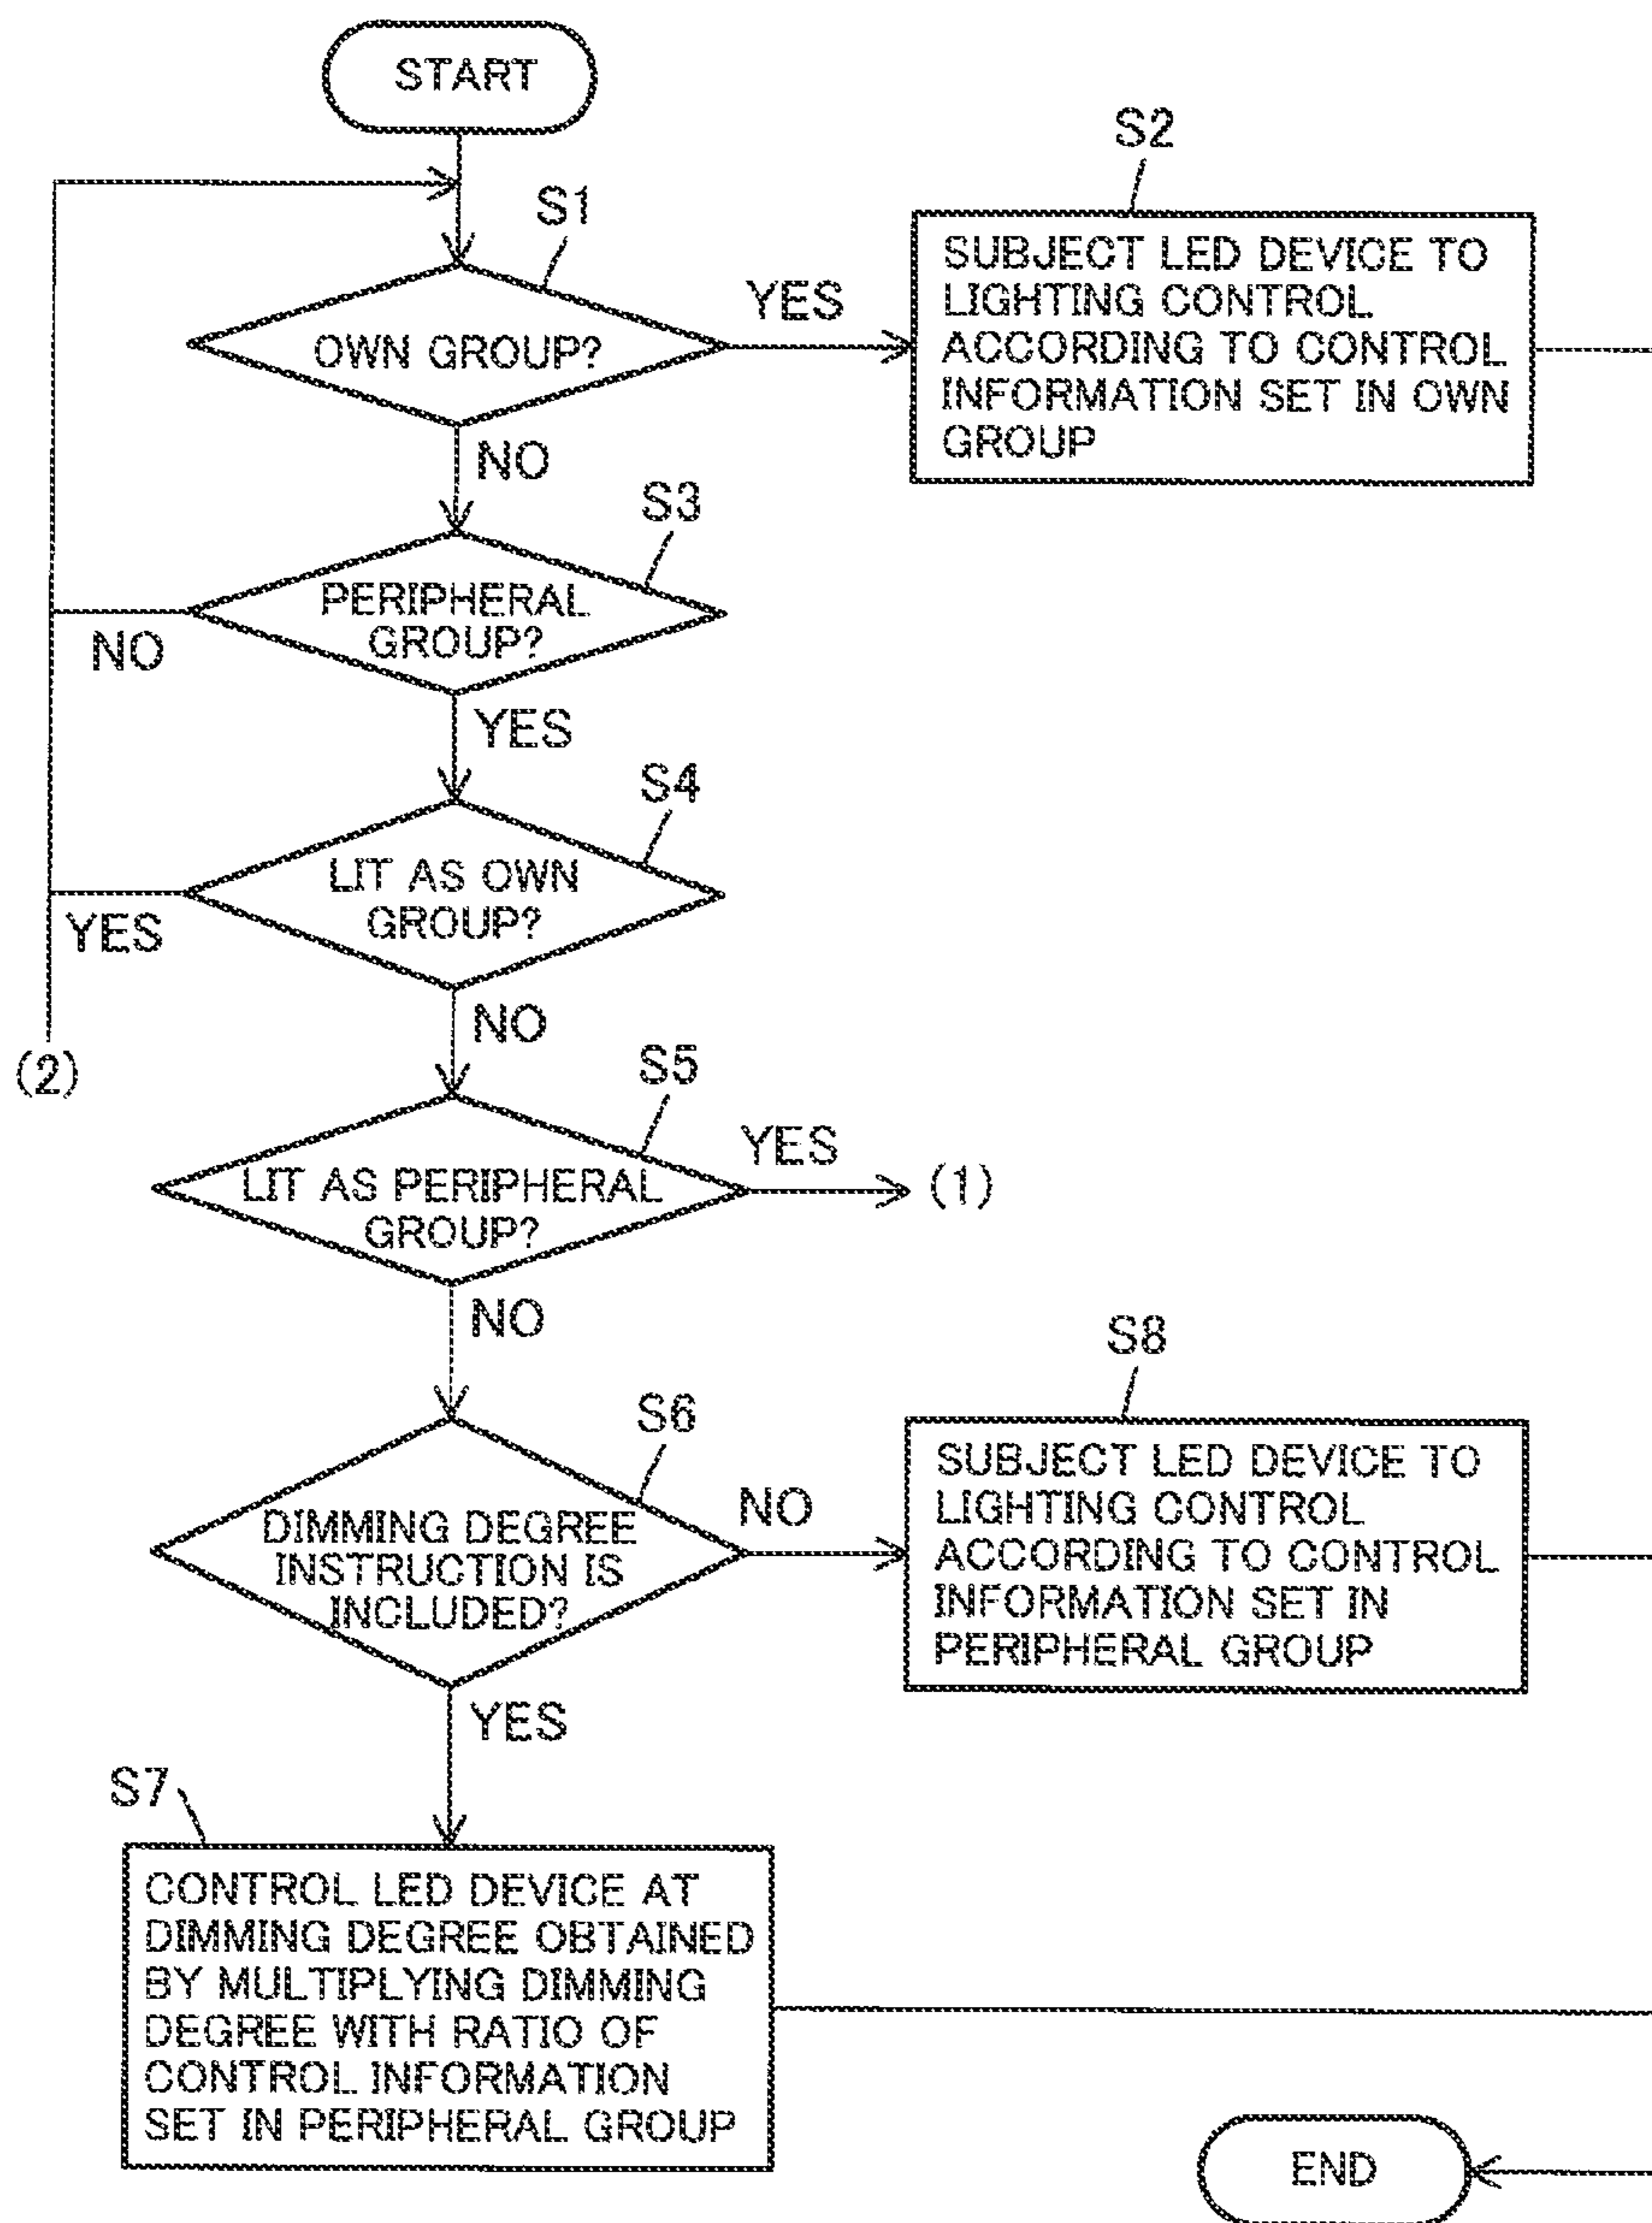 START
S1
OWN GROUP?
YES
S2
SUBJECT LED DEVICE TO
LIGHTING CONTROL
ACCORDING TO CONTROL
INFORMATION SET IN OWN
GROUP
NO
S3
PERIPHERAL
GROUP?
NO
YES
S4
LIT AS OWN
GROUP?
YES
NO
(2)
S5
LIT AS PERIPHERAL
GROUP?
YES
(1)
NO
S6
DIMMING DEGREE
INSTRUCTION IS
INCLUDED?
NO
S8
SUBJECT LED DEVICE TO
LIGHTING CONTROL
ACCORDING TO CONTROL
INFORMATION SET IN
PERIPHERAL GROUP
YES
S7
CONTROL LED DEVICE AT
DIMMING DEGREE OBTAINED
BY MULTIPLYING DIMMING
DEGREE WITH RATIO OF
CONTROL INFORMATION
SET IN PERIPHERAL GROUP
END